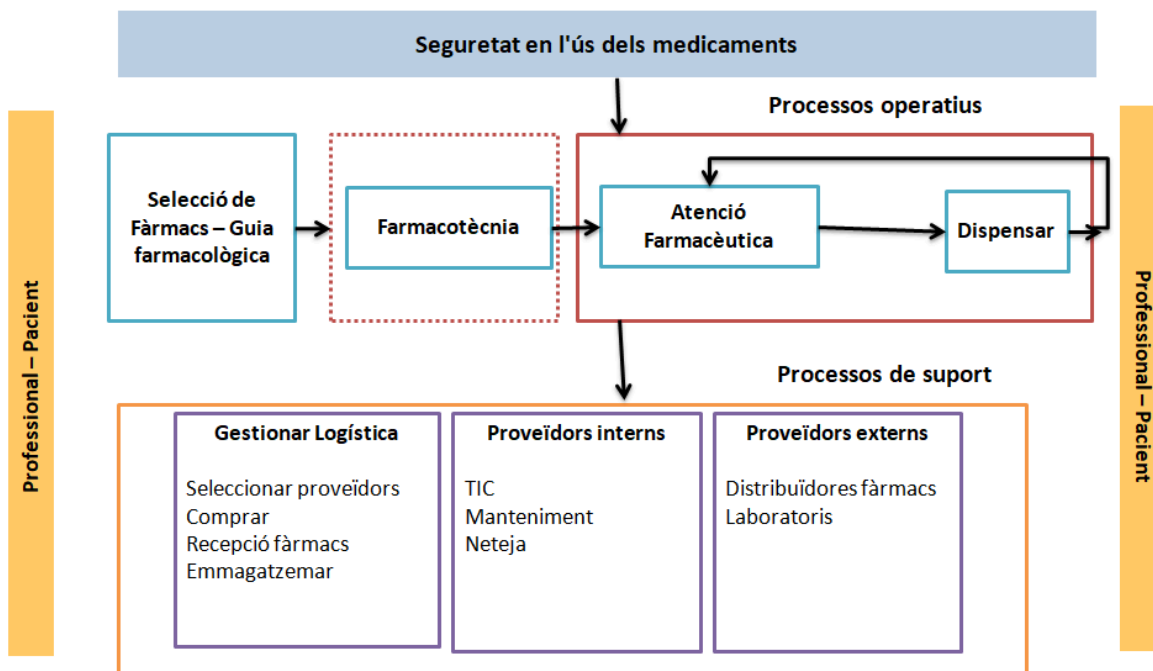 Seguretat en l'ús dels medicaments
Processos operatius
Professional – Pacient
Selecció de
Fàrmacs – Guia
farmacològica
Farmacotècnia
Atenció
Farmacèutica
Dispensar
Professional – Pacient
Processos de suport
Gestionar Logística
Seleccionar proveïdors
Comprar
Recepció fàrmacs
Emmagatzemar
Proveïdors interns
TIC
Manteniment
Neteja
Proveïdors externs
Distribuïdores fàrmacs
Laboratoris